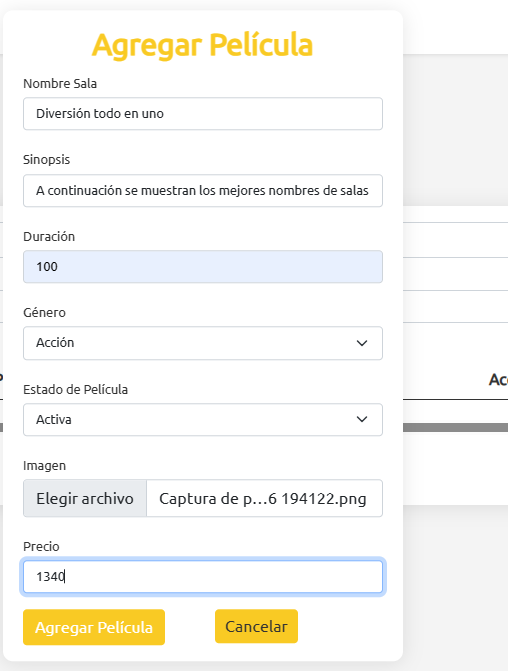 Agregar Película
Nombre Sala
Diversión todo en uno
Sinopsis
A continuación se muestran los mejores nombres de salas
Duración
100
Género
Acción
Estado de Película
Activa
Imagen
Elegir archivo Captura de p...6 194122.png
Precio
1340
Agregar Película Cancelar